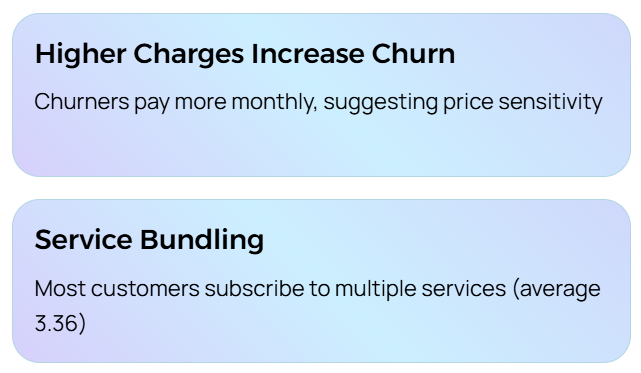 Higher Charges Increase Churn
Churners pay more monthly, suggesting price sensitivity
Service Bundling
Most customers subscribe to multiple services (average
3.36)